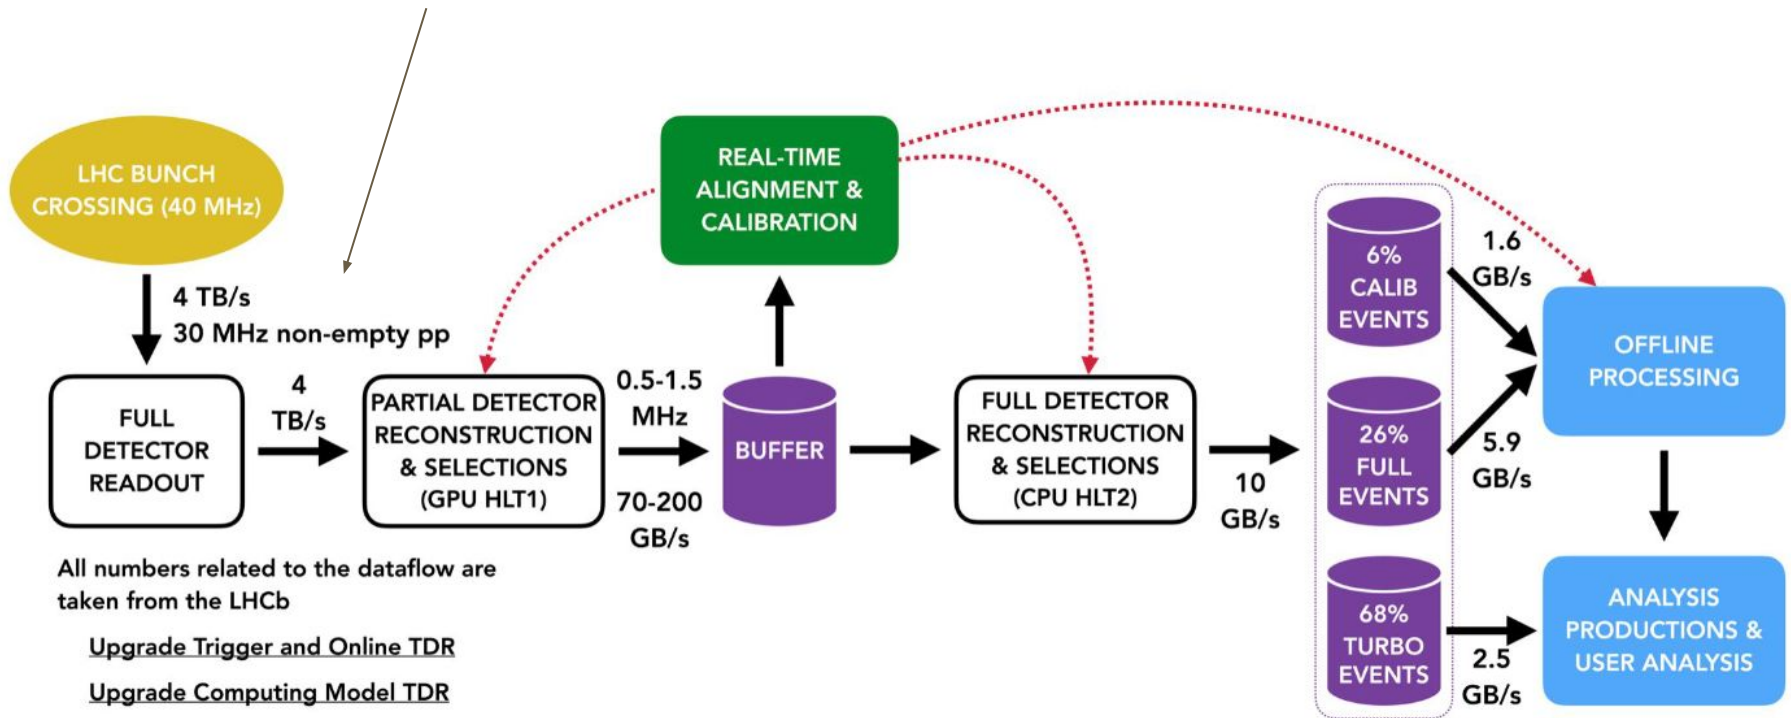 LHC BUNCH
CROSSING (40 MHz)
4 TB/s
30 MHz non-empty pp
FULL
DETECTOR
READOUT
4
TB/s
PARTIAL DETECTOR
RECONSTRUCTION
& SELECTIONS
(GPU HLT1)
0.5-1.5
MHz
70-200
GB/s
REAL-TIME
ALIGNMENT &
CALIBRATION
BUFFER
FULL DETECTOR
RECONSTRUCTION
& SELECTIONS
(CPU HLT2)
10
GB/s
6%
CALIB
EVENTS
1.6
GB/s
26%
FULL
EVENTS
5.9
GB/s
68%
TURBO
EVENTS
2.5
GB/s
OFFLINE
PROCESSING
ANALYSIS
PRODUCTIONS &
USER ANALYSIS
All numbers related to the dataflow are
taken from the LHCb
Upgrade Trigger and Online TDR
Upgrade Computing Model TDR